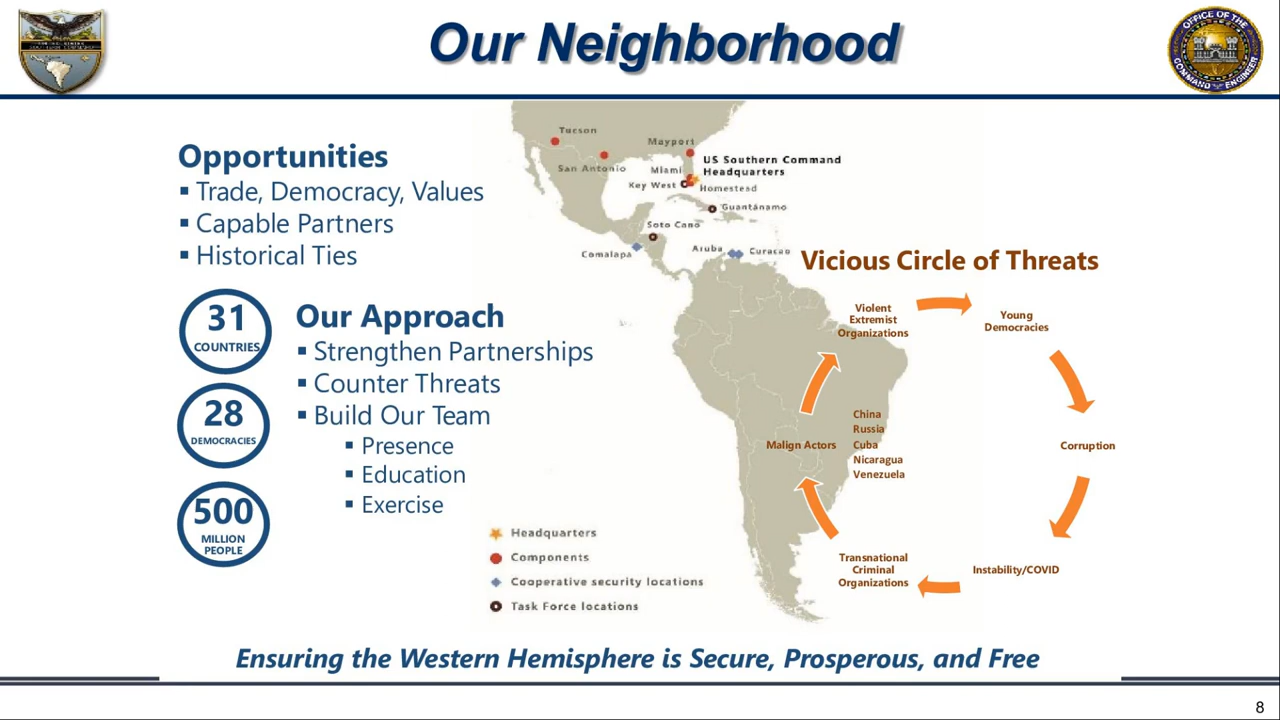 Our Neighborhood
OFFICE OF THE
COMMAND ENGINEER
Opportunities
▪ Trade, Democracy, Values
▪ Capable Partners
▪ Historical Ties
31
COUNTRIES
28
DEMOCRACIES
500
MILLION
PEOPLE
Our Approach
▪ Strengthen Partnerships
▪ Counter Threats
▪ Build Our Team
▪ Presence
▪ Education
▪ Exercise
Tucson
San Antonio
Mayport
US Southern Command
Headquarters
Miami
Key West
Homestead
Guantánamo
Soto Cano
Comalapa
Aruba
Curacao
Headquarters
Components
Cooperative security locations
Task Force locations
Vicious Circle of Threats
Violent
Extremist
Organizations
Young
Democracies
Corruption
Instability/COVID
Transnational
Criminal
Organizations
Malign Actors
China
Russia
Cuba
Nicaragua
Venezuela
Ensuring the Western Hemisphere is Secure, Prosperous, and Free
8